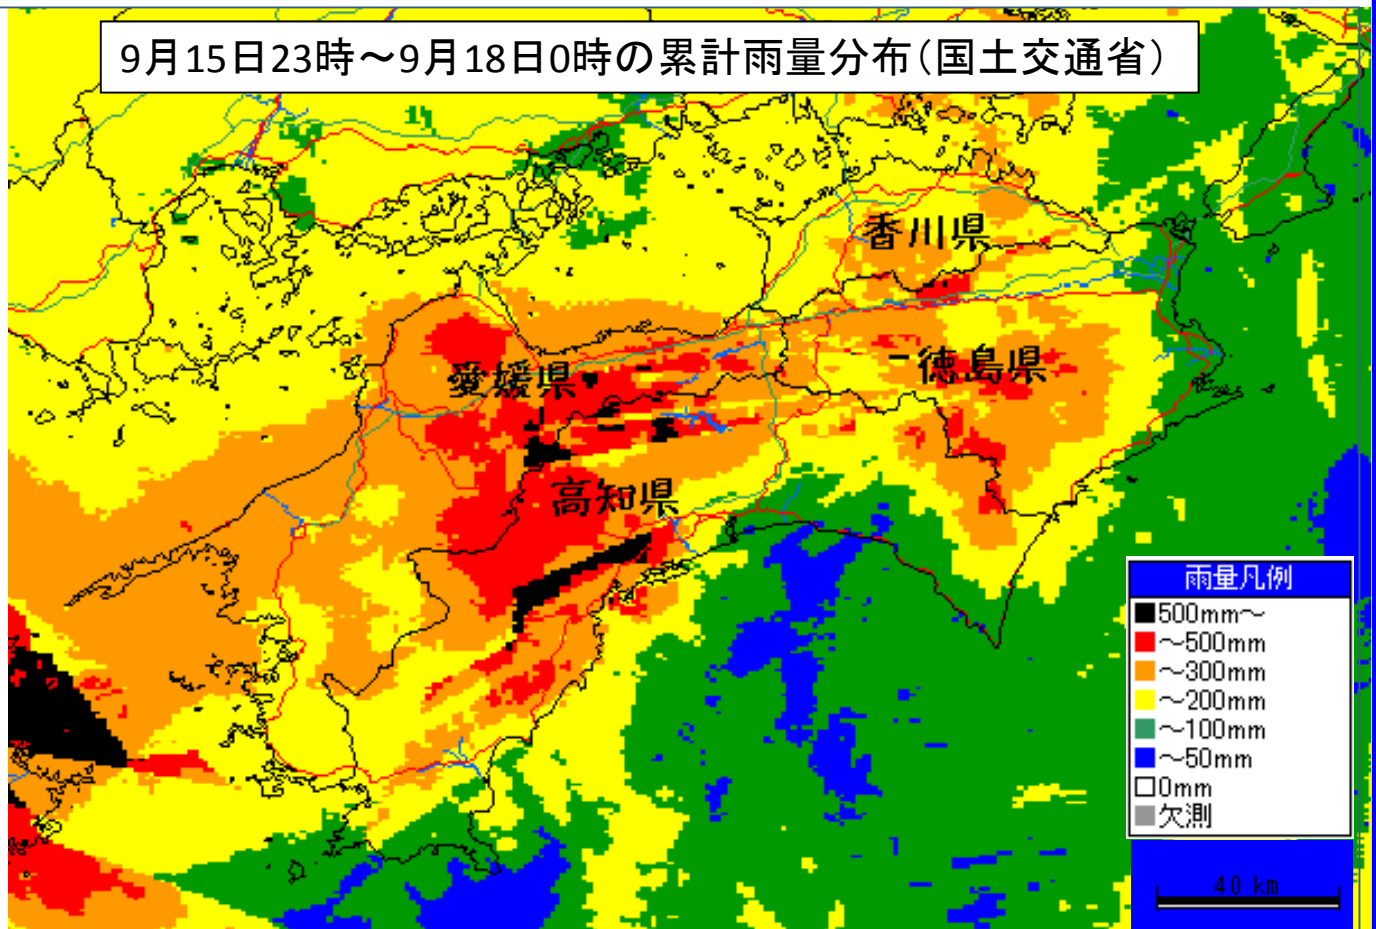 9月15日23時～9月18日0時の累計雨量分布（国土交通省）
香川県
徳島県
愛媛県
高知県
雨量凡例
500mm～
～500mm
～300mm
～200mm
～100mm
～50mm
0mm
欠測
40 km